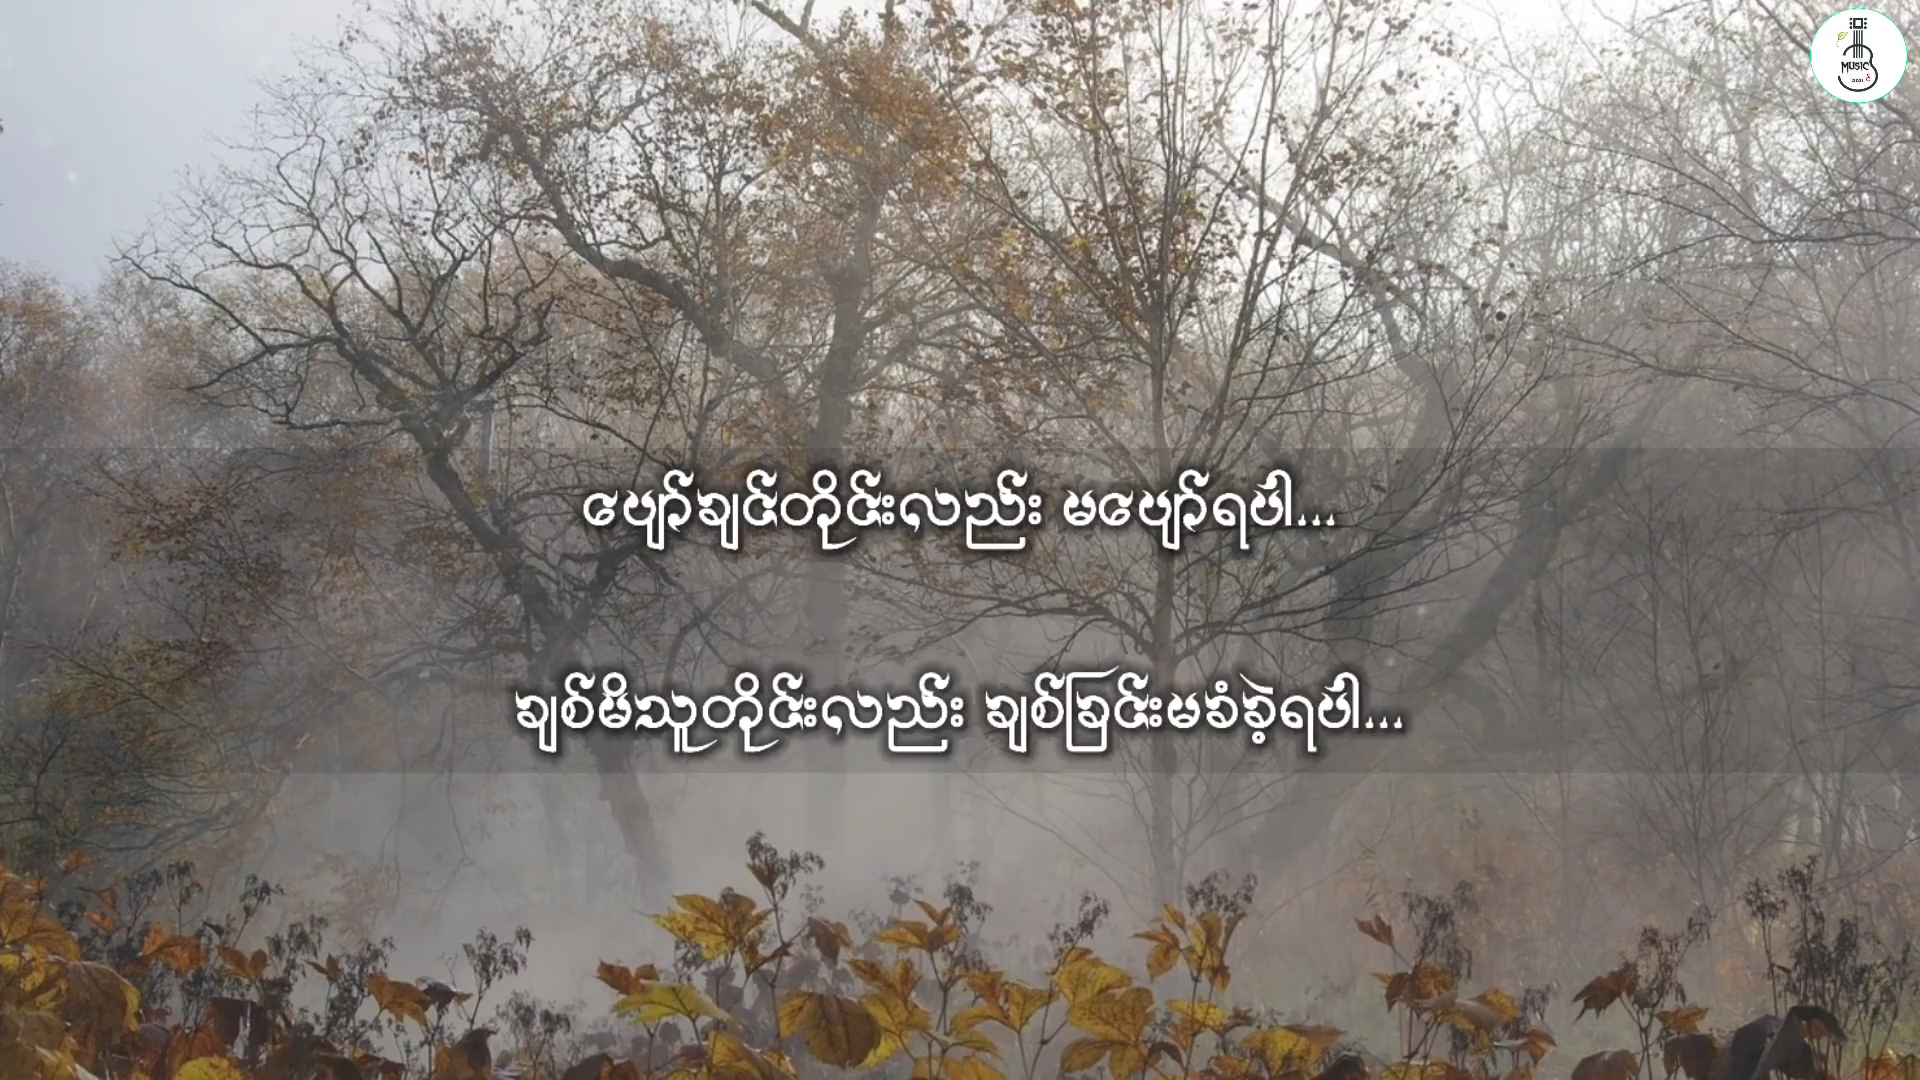 MUSIC
ပျော်ချင်တိုင်းလည်း မပျော်ရပါ...
ချစ်မိသူတိုင်းလည်း ချစ်ခြင်းမခံခဲ့ရပါ...